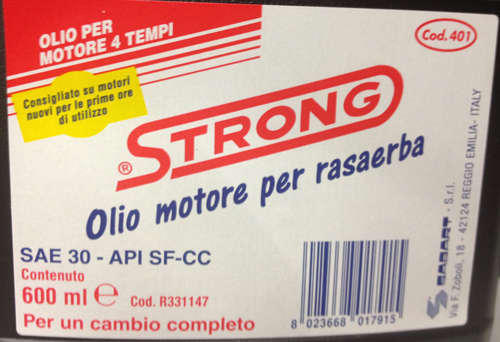 OLIO PER
MOTORE 4 TEMPI
Cod. 401
Consigliato su motori
nuovi per le prime ore
di utilizzo
STRONG
®
Olio motore per rasaerba
SAE 30 - API SF-CC
Contenuto
600 ml ℮ Cod. R331147
Per un cambio completo
8 023668 017915
SABART - S.r.l.
Via F. Zoboli, 18 - 42124 REGGIO EMILIA - ITALY